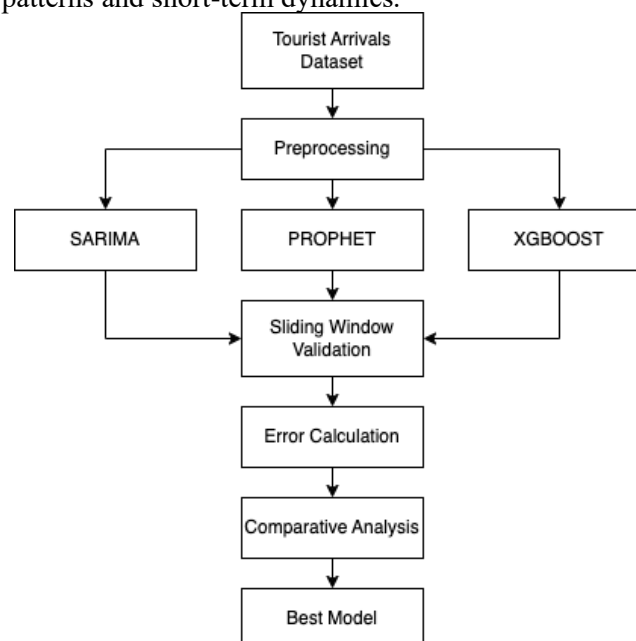 patterns and short-term dynamics.
Tourist Arrivals
Dataset
Preprocessing
SARIMA
PROPHET
XGBOOST
Sliding Window
Validation
Error Calculation
Comparative Analysis
Best Model